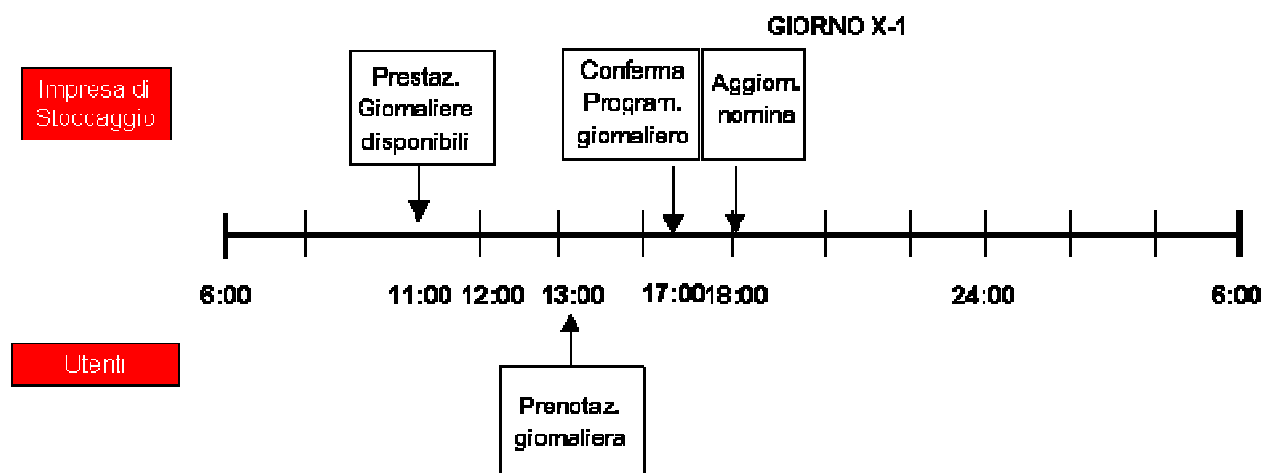 GIORNO X-1
Impresa di
Stoccaggio
Prestaz.
Giornaliere
disponibili
Conferma
Program.
giornaliero
Aggiorn.
nomine
6:00
11:00
12:00
13:00
17:00
18:00
24:00
6:00
Utenti
Prenotaz.
giornaliera